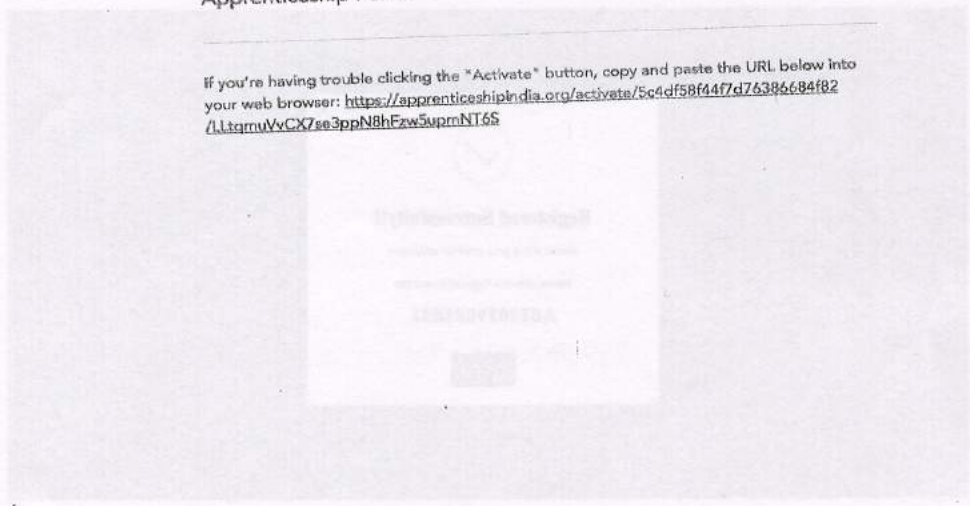 Apprenticeship
If you're having trouble clicking the "Activate" button, copy and paste the URL below into
your web browser: https://apprenticeshipindia.org/activate/5c4df58f44f7d76386684f82
/LLtqmuVvCX7se3ppN8hFzw5upmNT6S